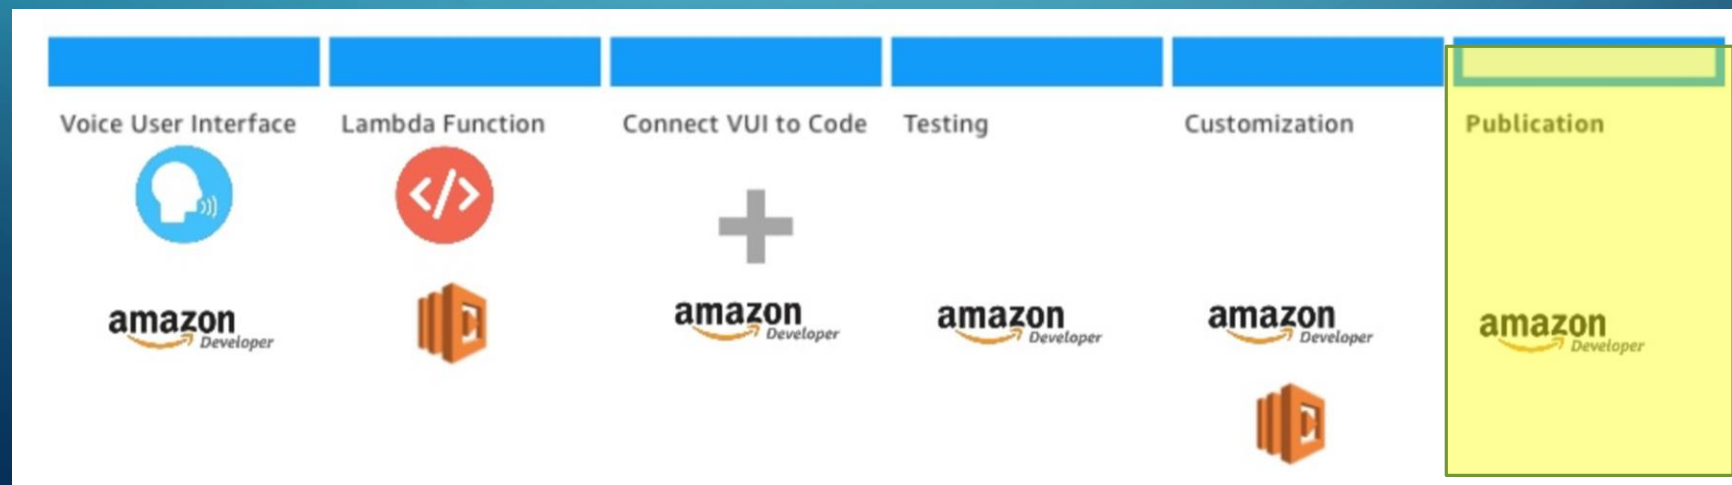 Voice User Interface
Lambda Function
Connect VUI to Code
Testing
Customization
Publication
</>
amazon
Developer
amazon
Developer
amazon
Developer
amazon
Developer
amazon
Developer